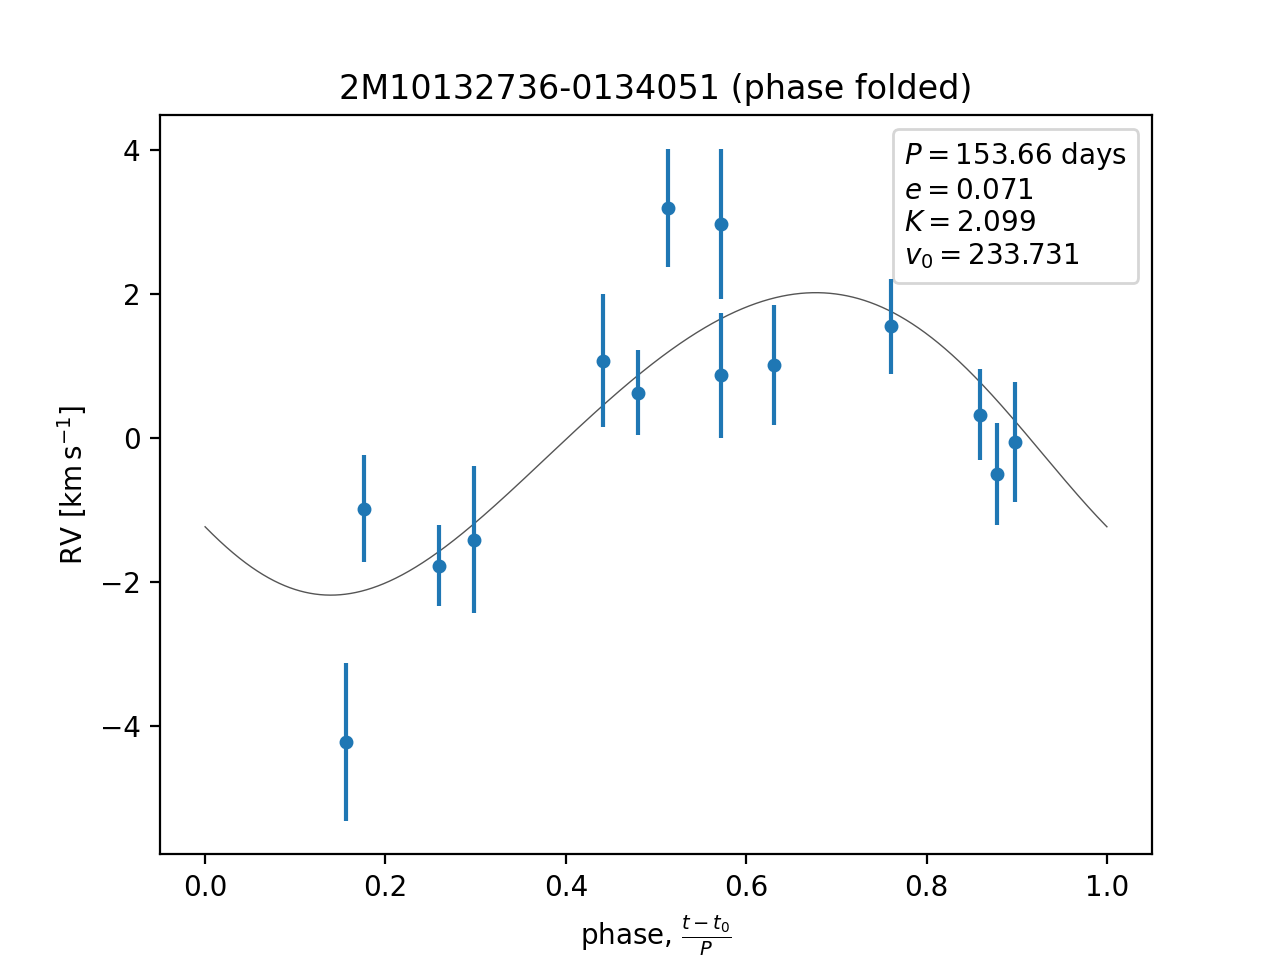 2M10132736-0134051 (phase folded)
P = 153.66 days
e = 0.071
K = 2.099
v₀ = 233.731
4
2
0
−2
−4
RV [km s⁻¹]
0.0 0.2 0.4 0.6 0.8 1.0
phase, (t − t₀)/P